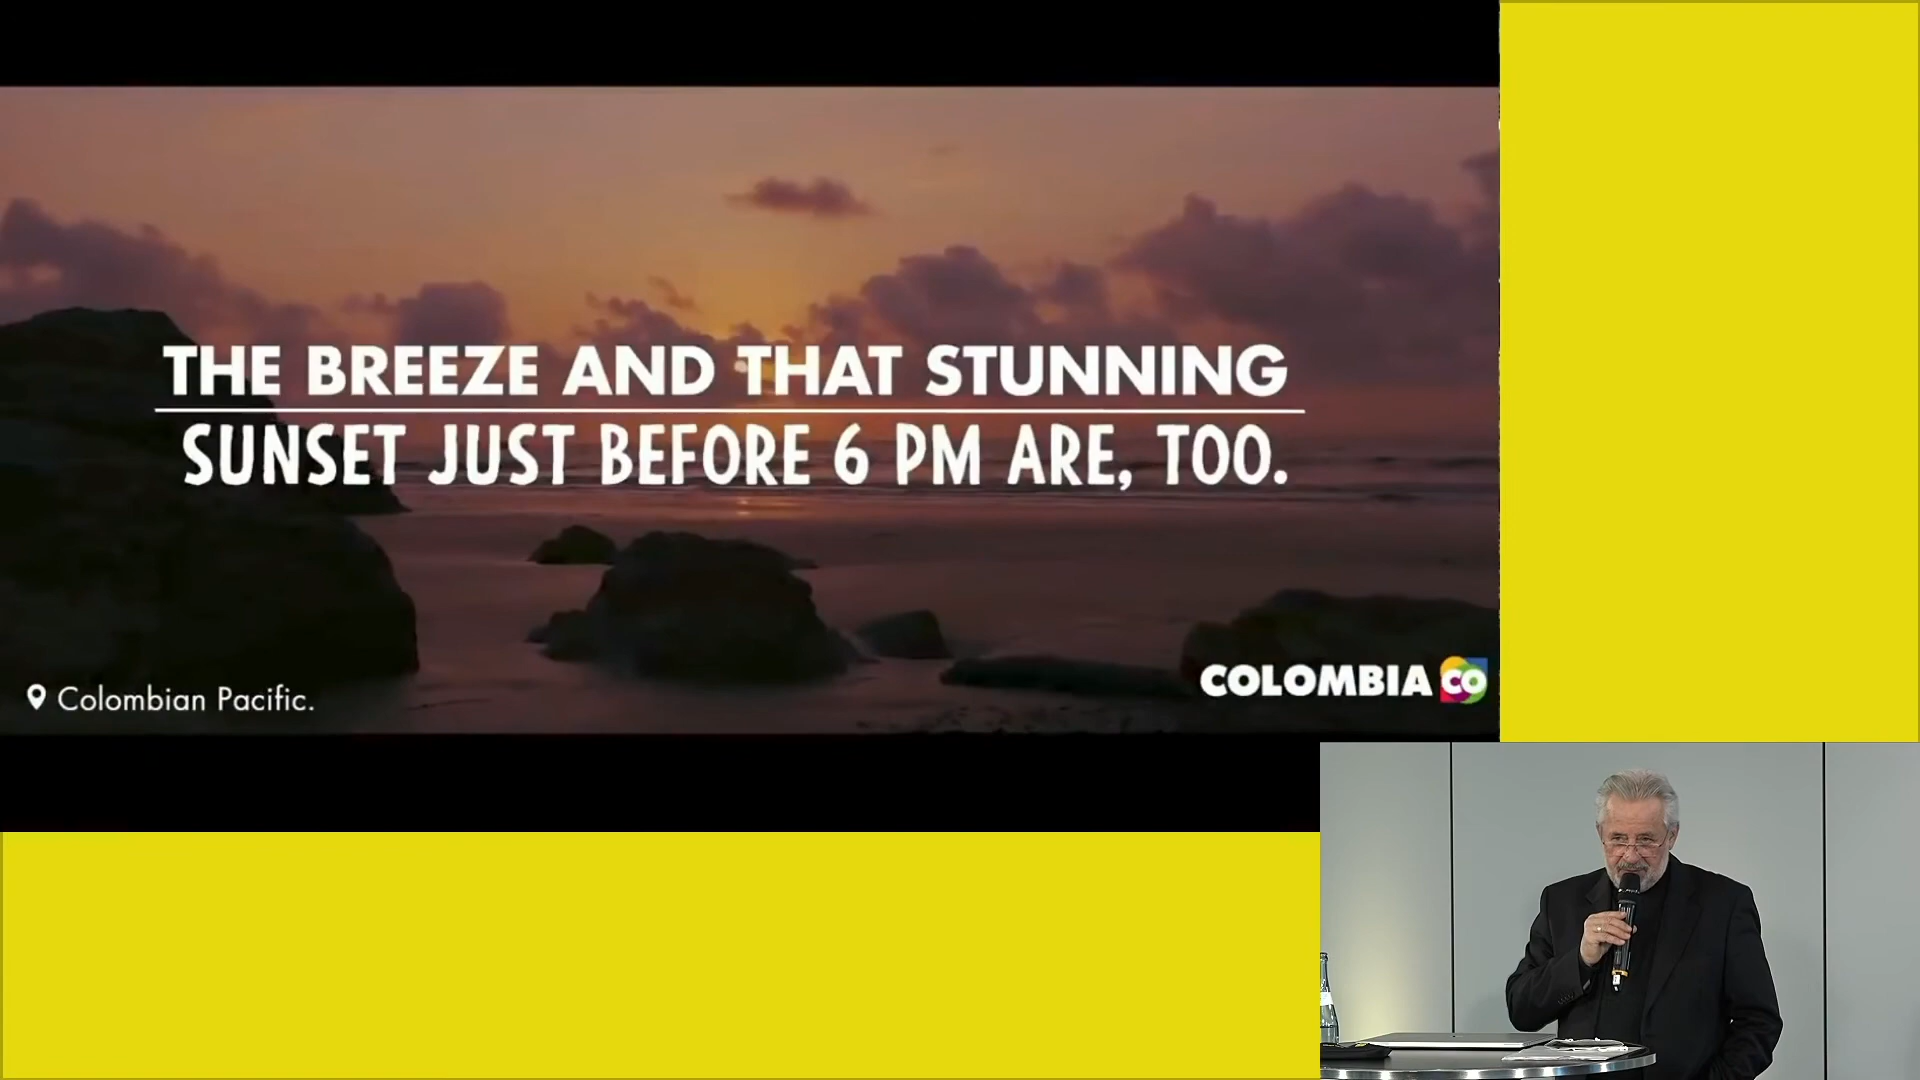 THE BREEZE AND THAT STUNNING
SUNSET JUST BEFORE 6 PM ARE, TOO.
Colombian Pacific.
COLOMBIA CO